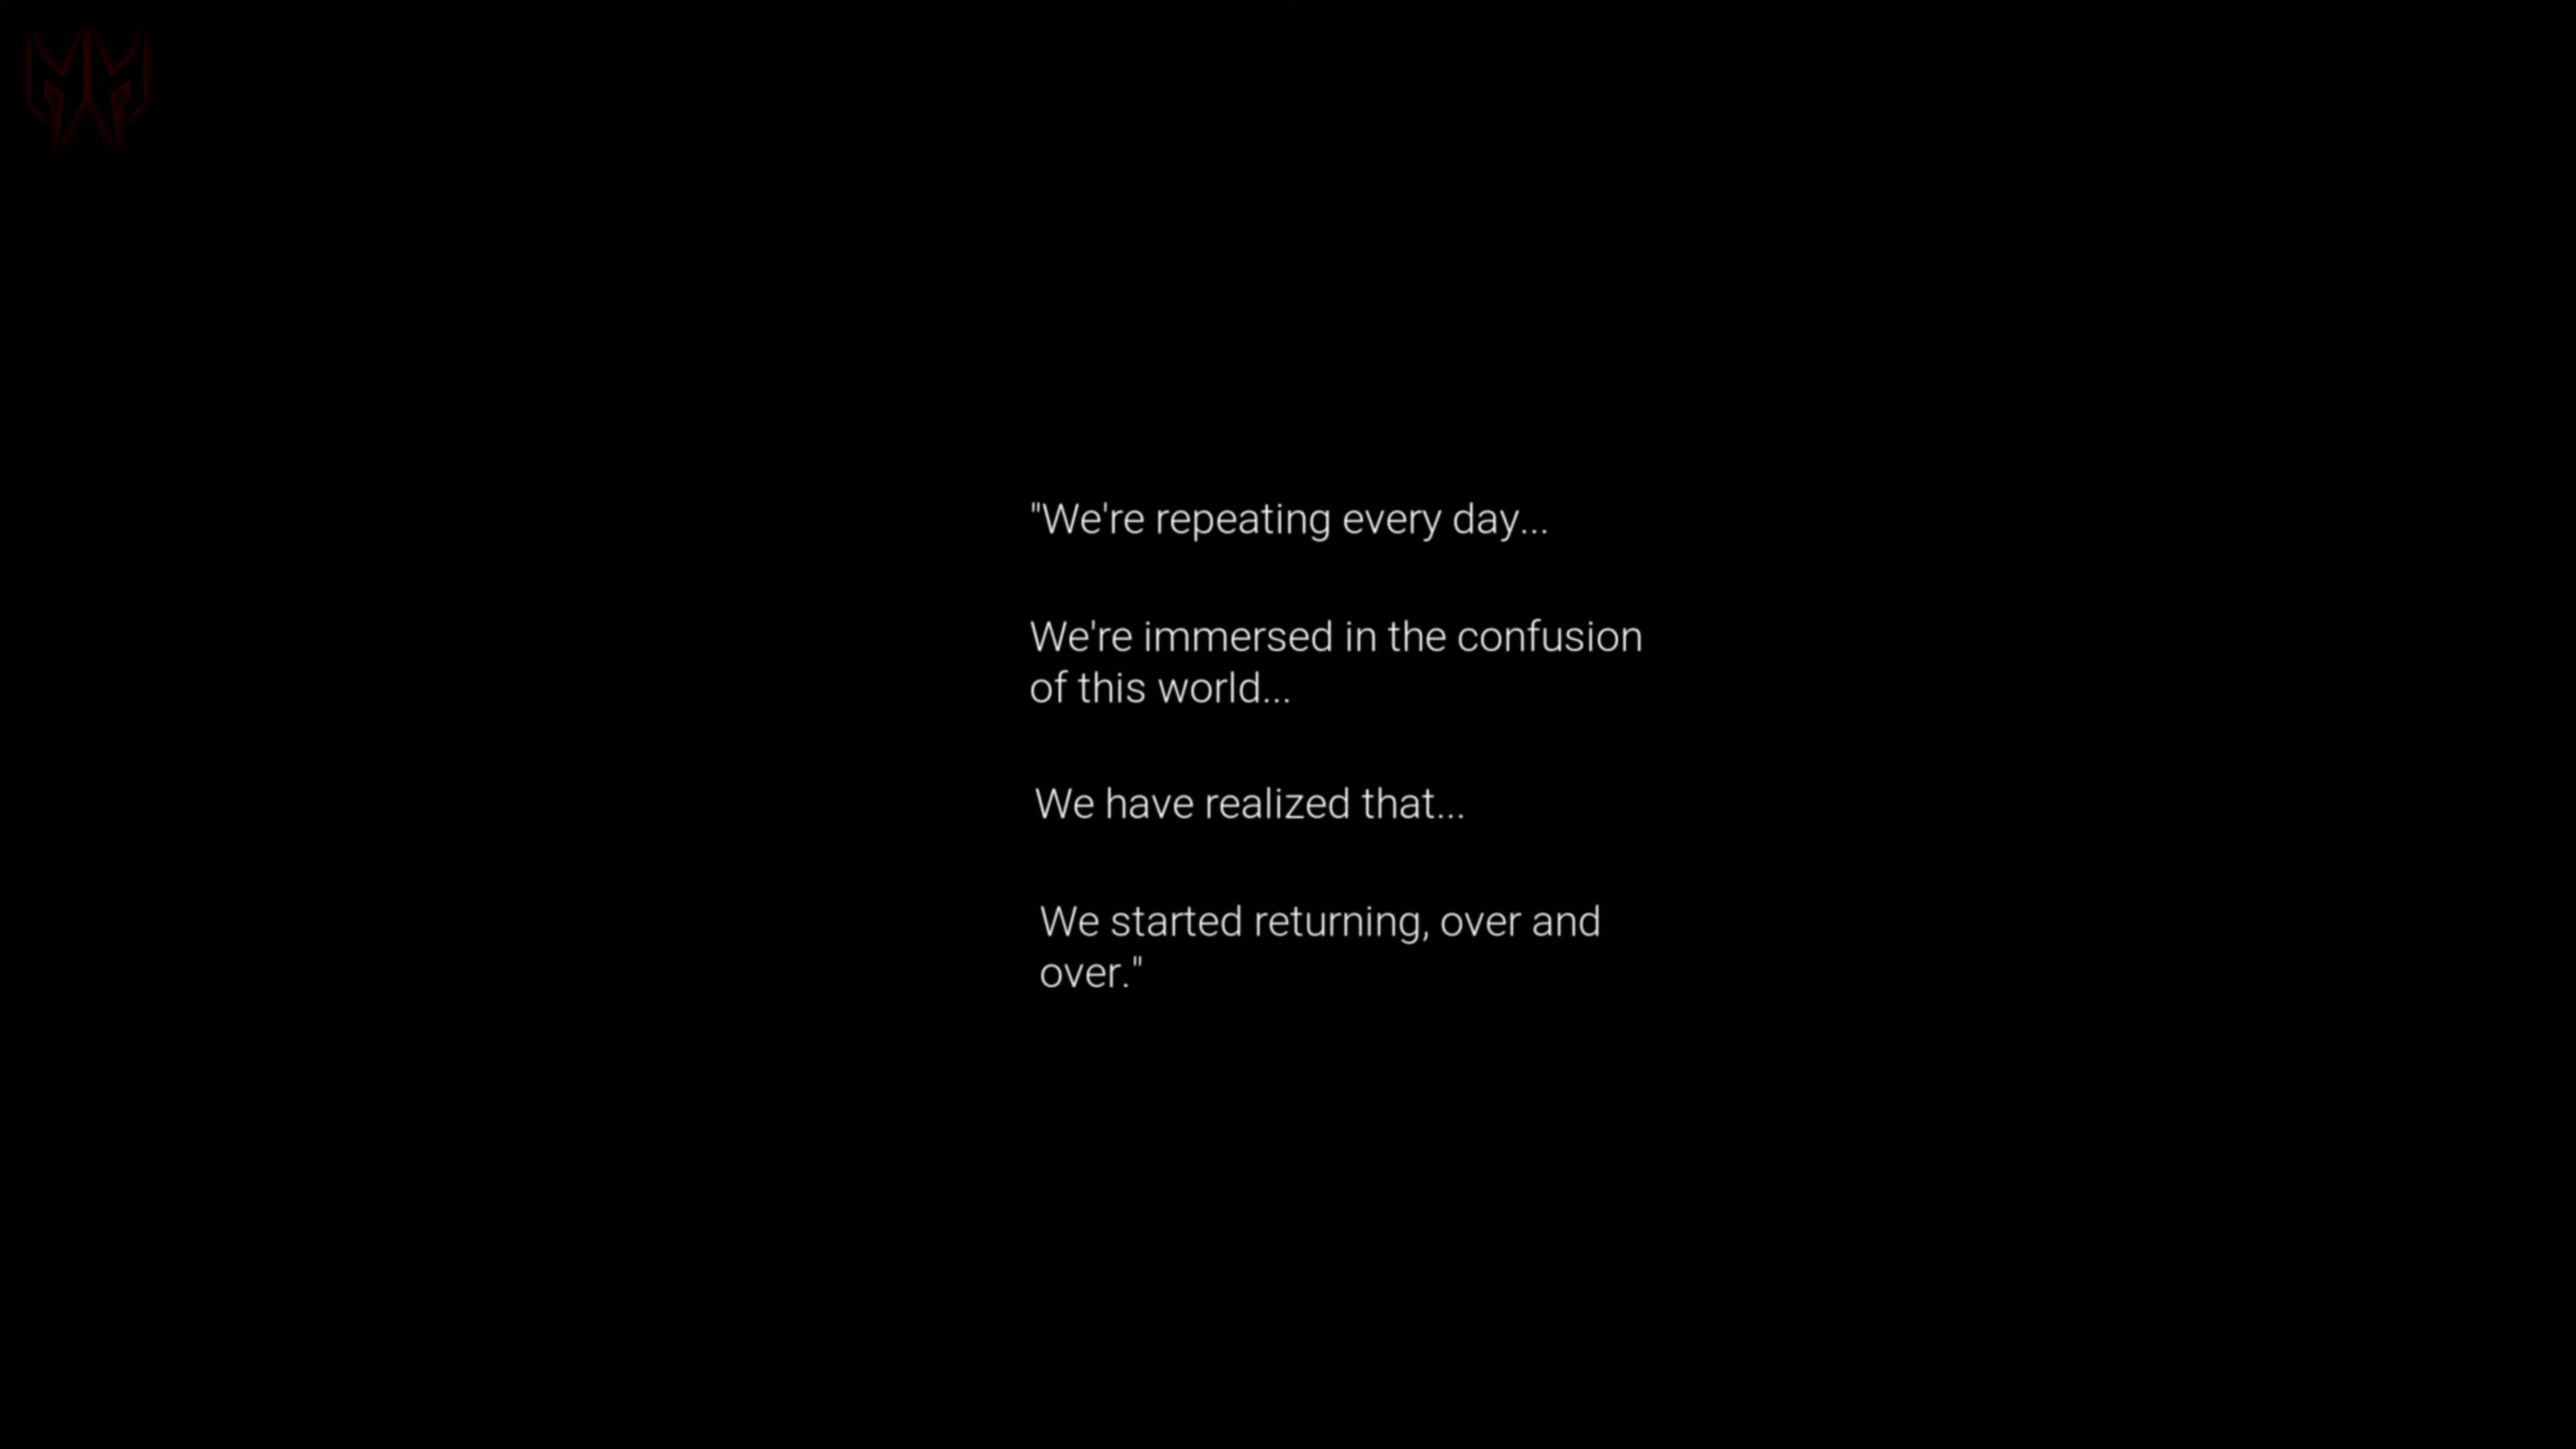 "We're repeating every day...
We're immersed in the confusion
of this world...
We have realized that...
We started returning, over and
over."